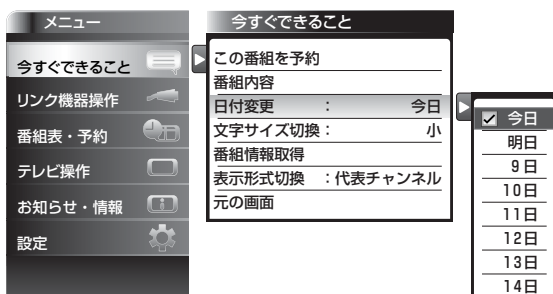 メニュー
今すぐできること
リンク機器操作
番組表・予約
テレビ操作
お知らせ・情報
設定
今すぐできること
この番組を予約
番組内容
日付変更 : 今日
文字サイズ切換 : 小
番組情報取得
表示形式切換 : 代表チャンネル
元の画面
今日
明日
9日
10日
11日
12日
13日
14日